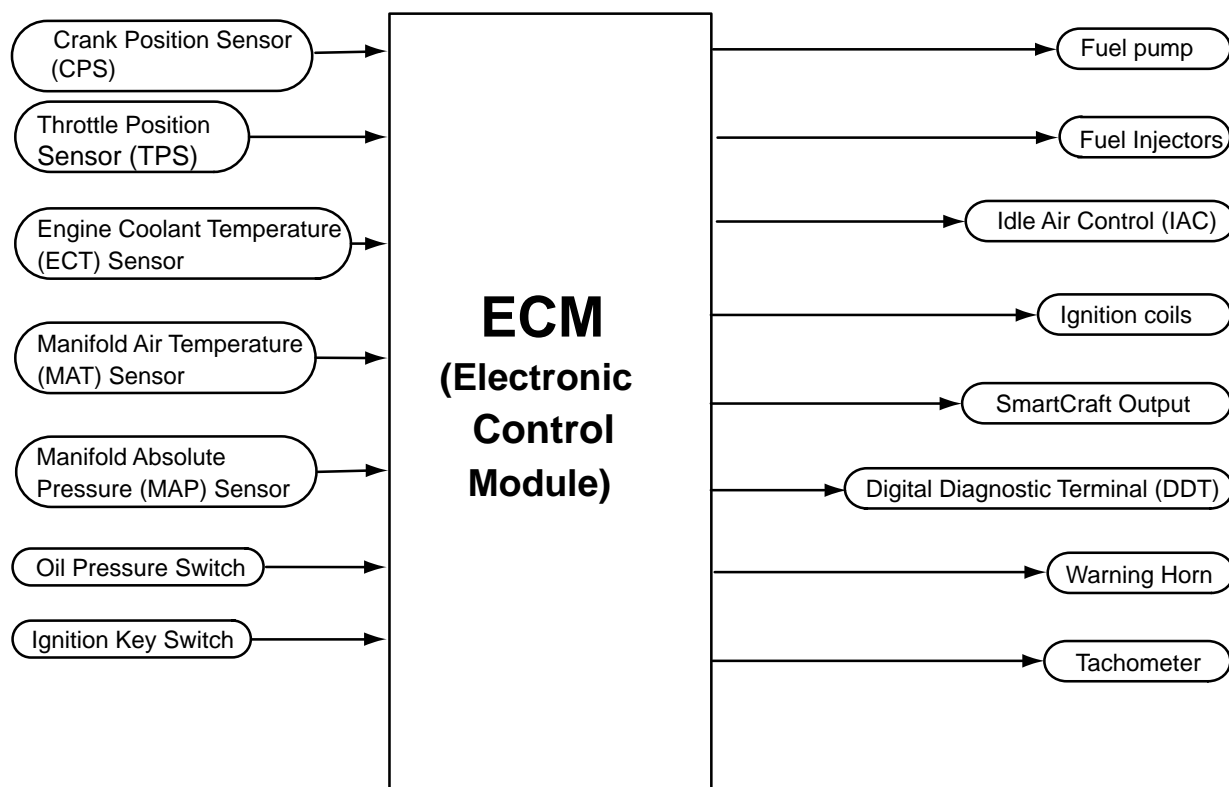 Crank Position Sensor
(CPS)
Throttle Position
Sensor (TPS)
Engine Coolant Temperature
(ECT) Sensor
Manifold Air Temperature
(MAT) Sensor
Manifold Absolute
Pressure (MAP) Sensor
Oil Pressure Switch
Ignition Key Switch
ECM
(Electronic
Control
Module)
Fuel pump
Fuel Injectors
Idle Air Control (IAC)
Ignition coils
SmartCraft Output
Digital Diagnostic Terminal (DDT)
Warning Horn
Tachometer